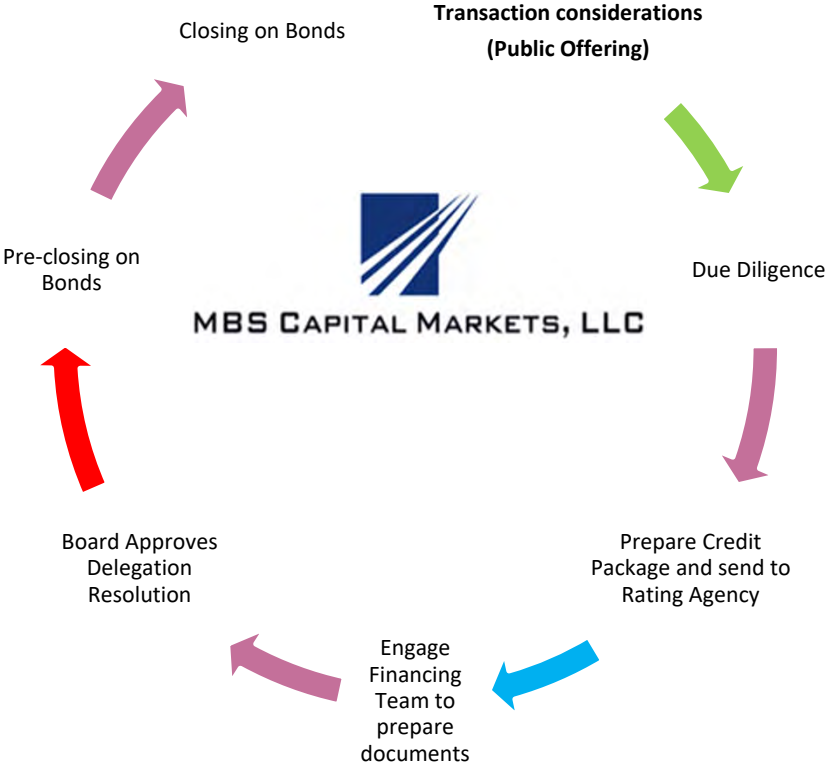 Transaction considerations
(Public Offering)
Due Diligence
Prepare Credit
Package and send to
Rating Agency
Engage
Financing
Team to
prepare
documents
Board Approves
Delegation
Resolution
Pre-closing on
Bonds
Closing on Bonds
MBS CAPITAL MARKETS, LLC